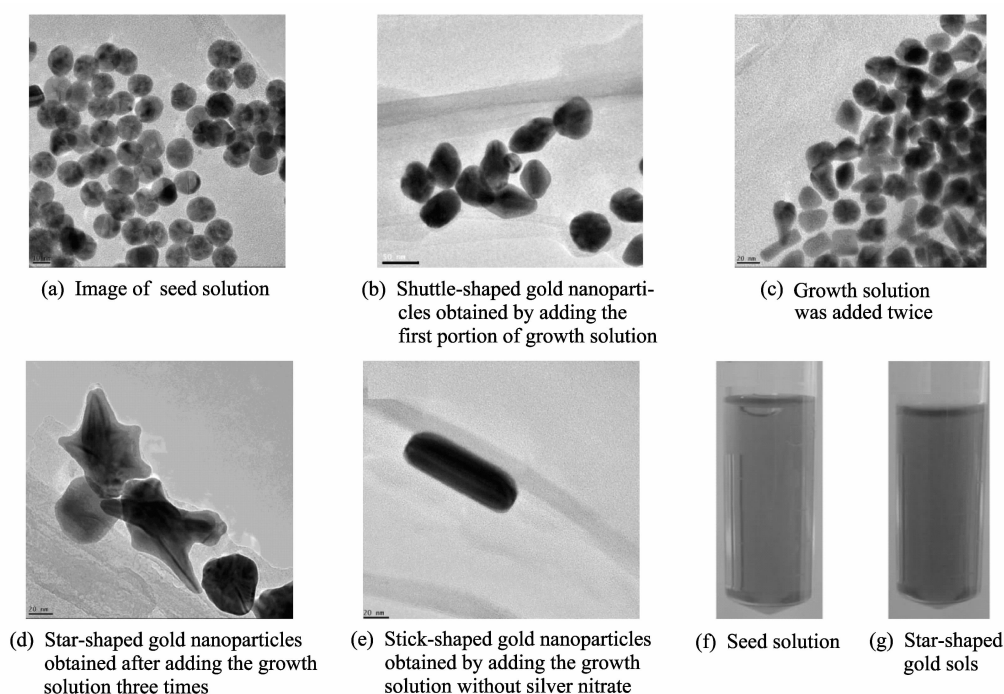 (a) Image of seed solution
(b) Shuttle-shaped gold nanoparti-
cles obtained by adding the
first portion of growth solution
20 nm
(c) Growth solution
was added twice
20 nm
(d) Star-shaped gold nanoparticles
obtained after adding the growth
solution three times
20 nm
(e) Stick-shaped gold nanoparticles
obtained by adding the growth
solution without silver nitrate
(f) Seed solution
(g) Star-shaped
gold sols